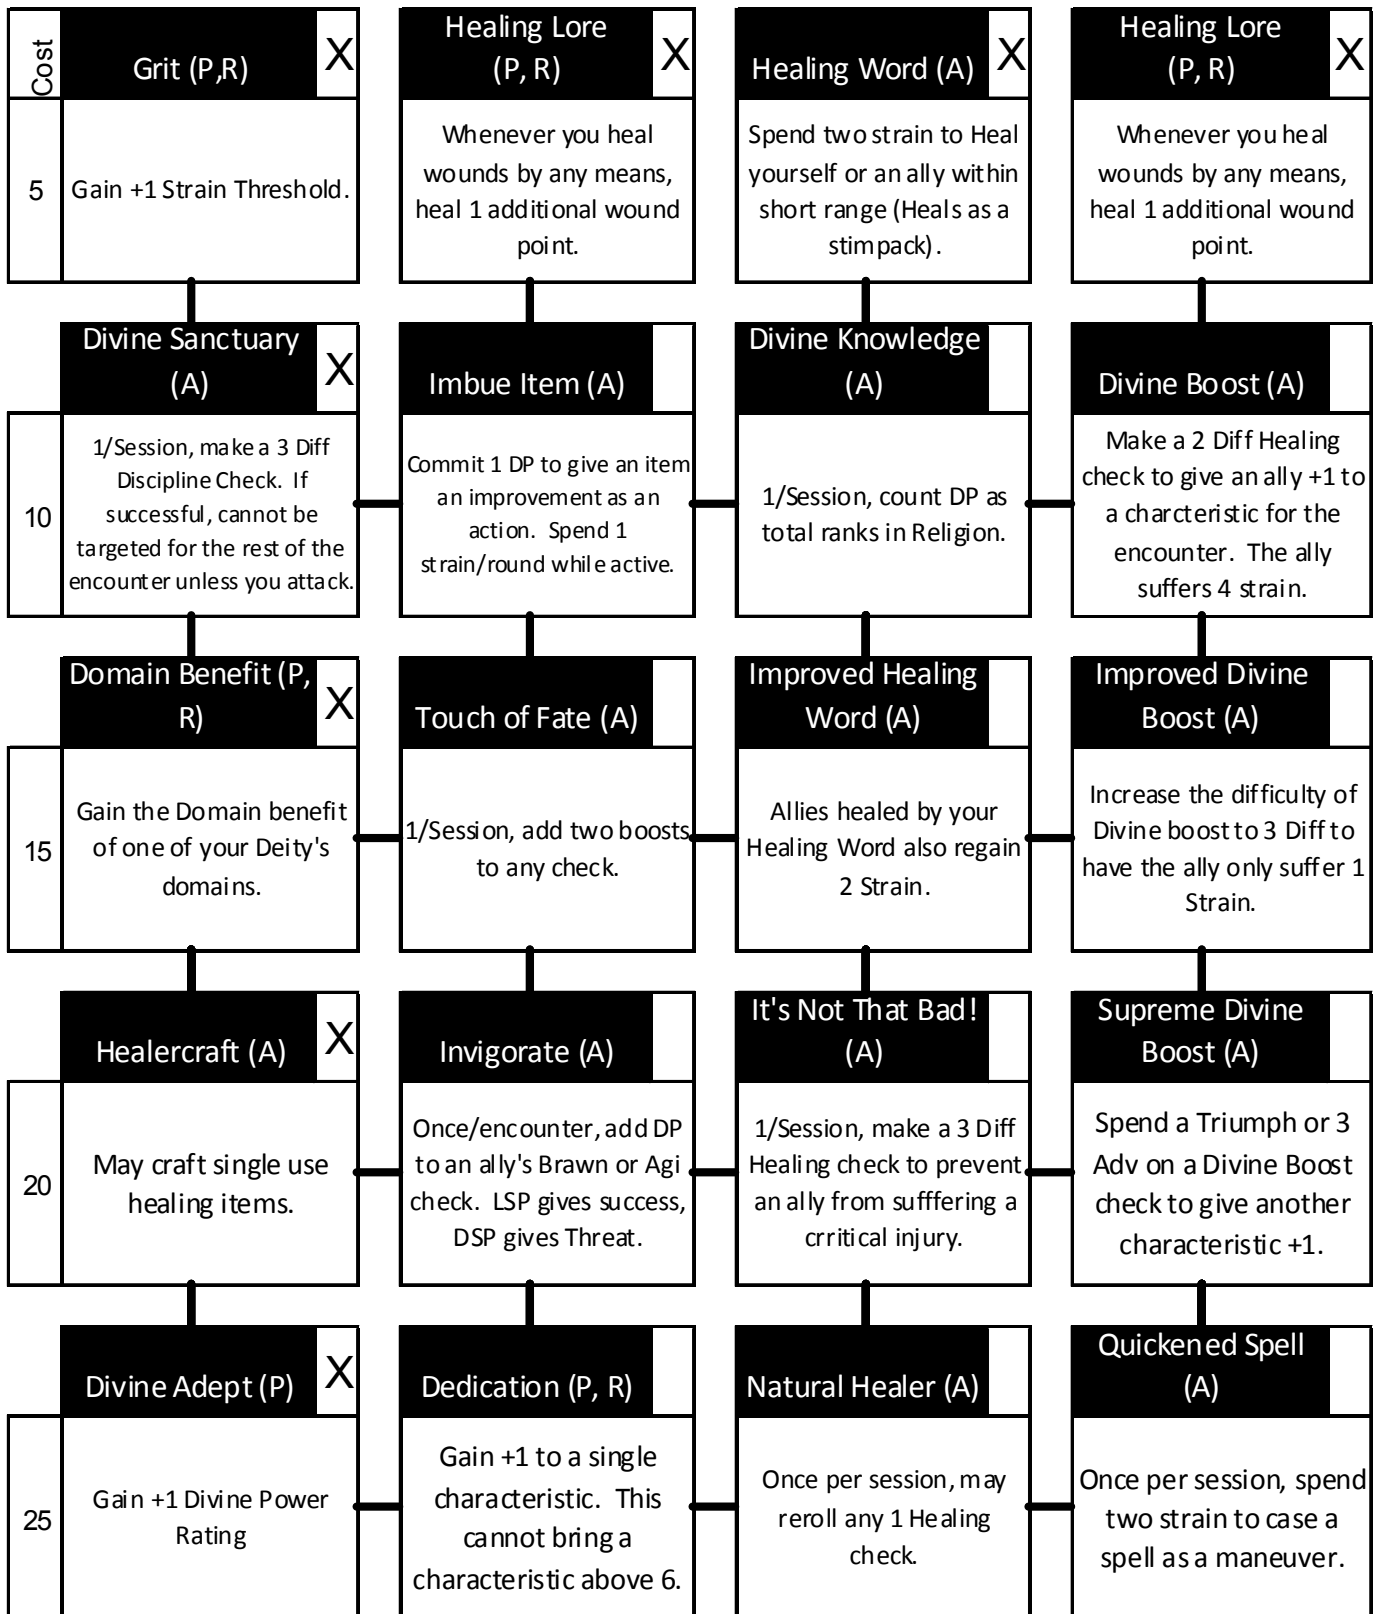 Cost
Grit (P,R)
X
Healing Lore
(P, R)
X
Healing Word (A)
X
Healing Lore
(P, R)
X
5
Gain +1 Strain Threshold.
Whenever you heal
wounds by any means,
heal 1 additional wound
point.
Spend two strain to Heal
yourself or an ally within
short range (Heals as a
stimpack).
Whenever you heal
wounds by any means,
heal 1 additional wound
point.
Divine Sanctuary
(A)
X
Imbue Item (A)
Divine Knowledge
(A)
Divine Boost (A)
10
1/Session, make a 3 Diff
Discipline Check. If
successful, cannot be
targeted for the rest of the
encounter unless you attack.
Commit 1 DP to give an item
an improvement as an
action. Spend 1
strain/round while active.
1/Session, count DP as
total ranks in Religion.
Make a 2 Diff Healing
check to give an ally +1 to
a charcteristic for the
encounter. The ally
suffers 4 strain.
Domain Benefit (P,
R)
X
Touch of Fate (A)
Improved Healing
Word (A)
Improved Divine
Boost (A)
15
Gain the Domain benefit
of one of your Deity's
domains.
1/Session, add two boosts
to any check.
Allies healed by your
Healing Word also regain
2 Strain.
Increase the difficulty of
Divine boost to 3 Diff to
have the ally only suffer 1
Strain.
Healercraft (A)
X
Invigorate (A)
It's Not That Bad!
(A)
Supreme Divine
Boost (A)
20
May craft single use
healing items.
Once/encounter, add DP
to an ally's Brawn or Agi
check. LSP gives success,
DSP gives Threat.
1/Session, make a 3 Diff
Healing check to prevent
an ally from sufffering a
crritical injury.
Spend a Triumph or 3
Adv on a Divine Boost
check to give another
characteristic +1.
Divine Adept (P)
X
Dedication (P, R)
Natural Healer (A)
Quickened Spell
(A)
25
Gain +1 Divine Power
Rating
Gain +1 to a single
characteristic. This
cannot bring a
characteristic above 6.
Once per session, may
reroll any 1 Healing
check.
Once per session, spend
two strain to case a
spell as a maneuver.